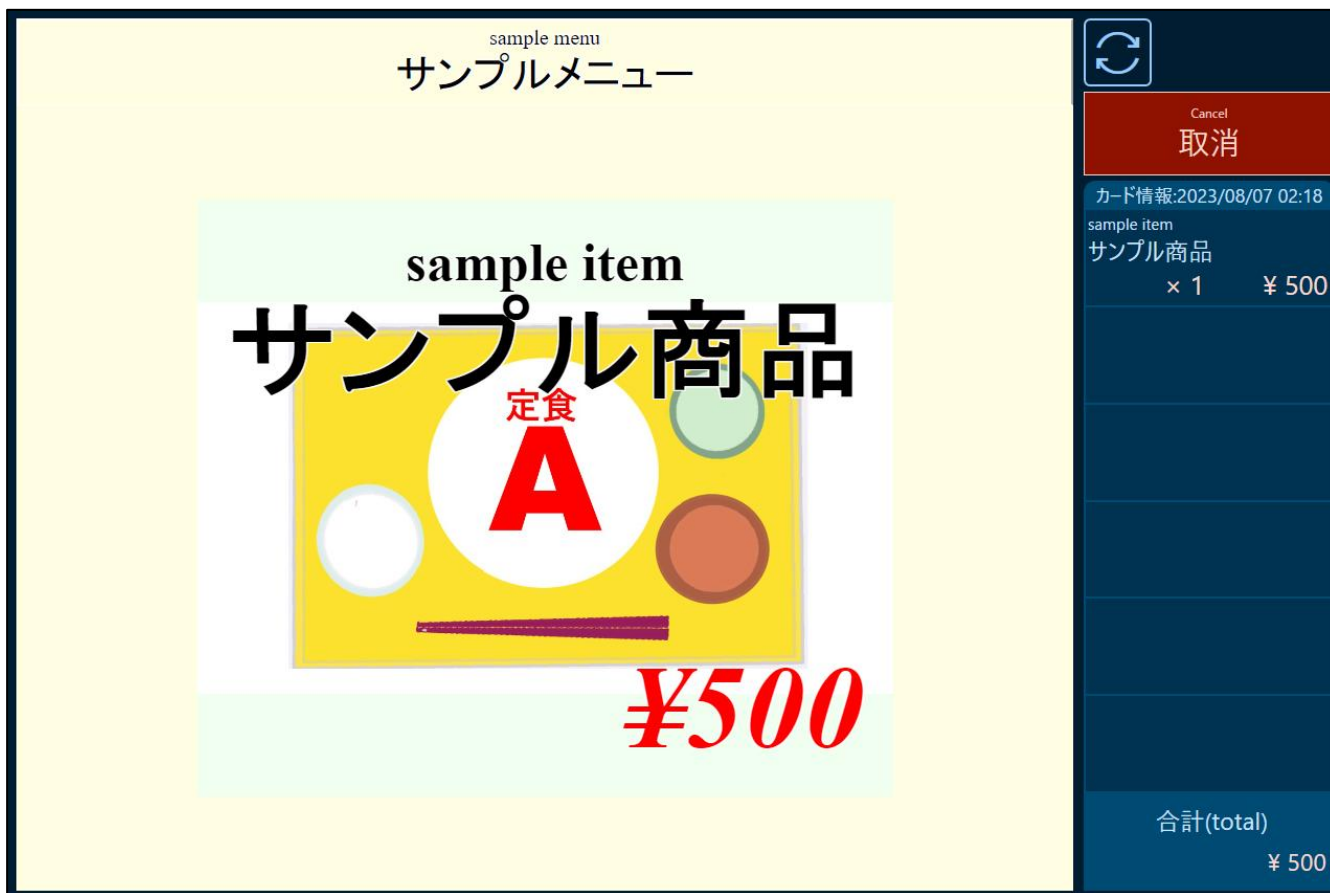 sample menu
サンプルメニュー
sample item
サンプル商品
定食
A
¥500
Cancel
取消
カード情報:2023/08/07 02:18
sample item
サンプル商品
× 1 ¥ 500
合計(total)
¥ 500